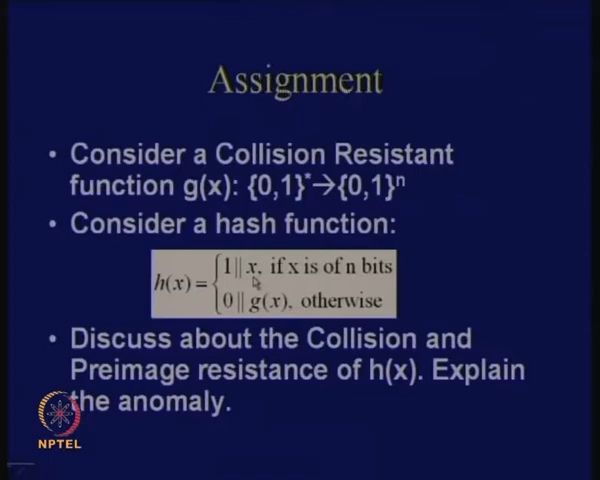 Assignment
• Consider a Collision Resistant
function g(x): {0,1}*→{0,1}ⁿ
• Consider a hash function:
h(x) = { 1 || x, if x is of n bits
0 || g(x), otherwise
• Discuss about the Collision and
Preimage resistance of h(x). Explain
the anomaly.
NPTEL